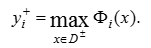 y_i^+ = max_{x∈D^±} Φ_i(x).